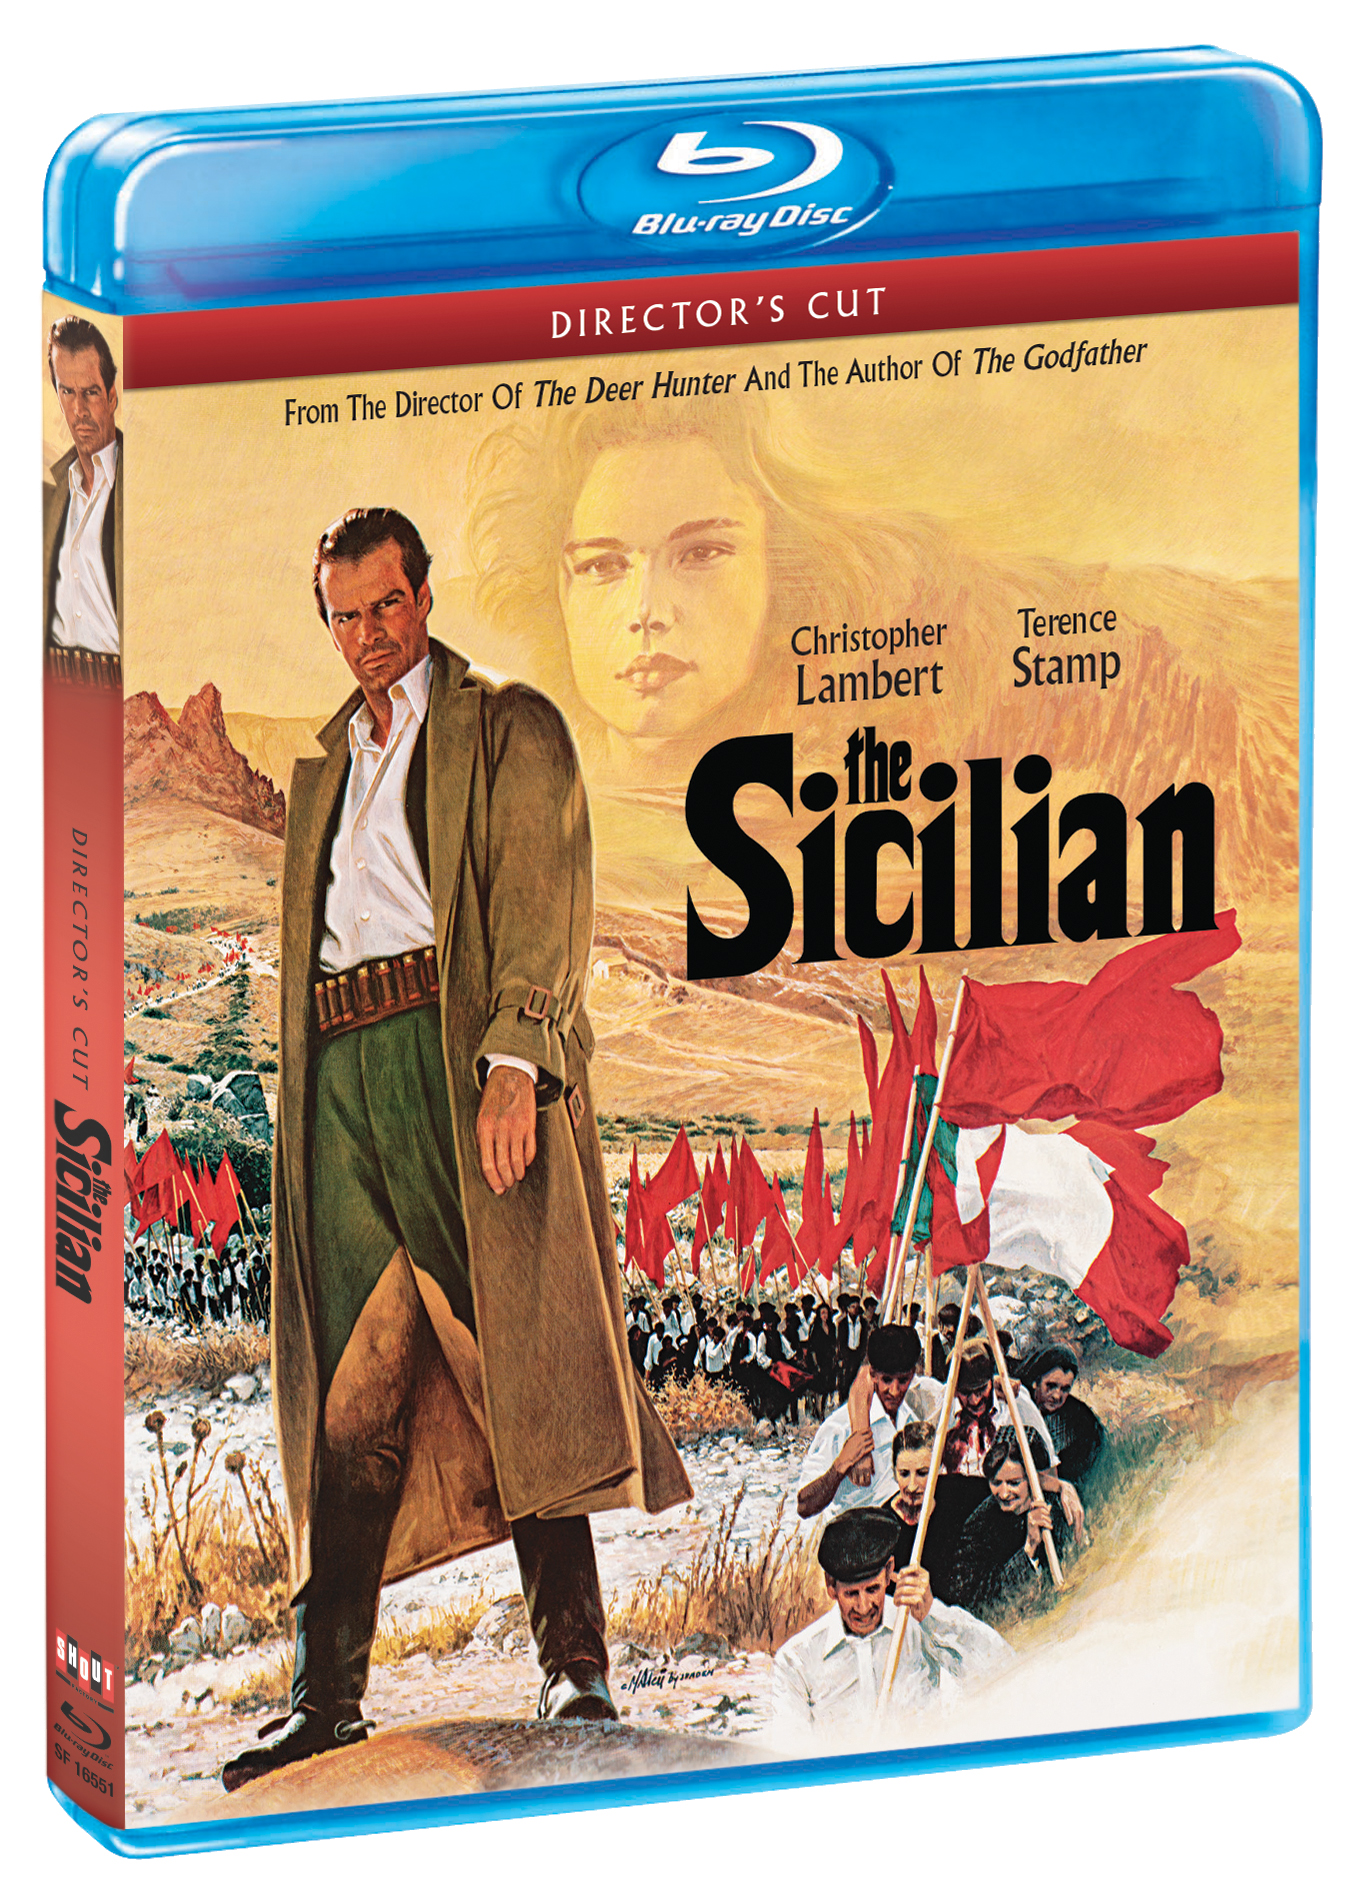 Blu-ray Disc
DIRECTOR'S CUT
From The Director Of The Deer Hunter And The Author Of The Godfather
Christopher
Lambert
Terence
Stamp
the
Sicilian
DIRECTOR'S CUT
the
Sicilian
SHOUT
FACTORY
Blu-ray Disc
SF 16551